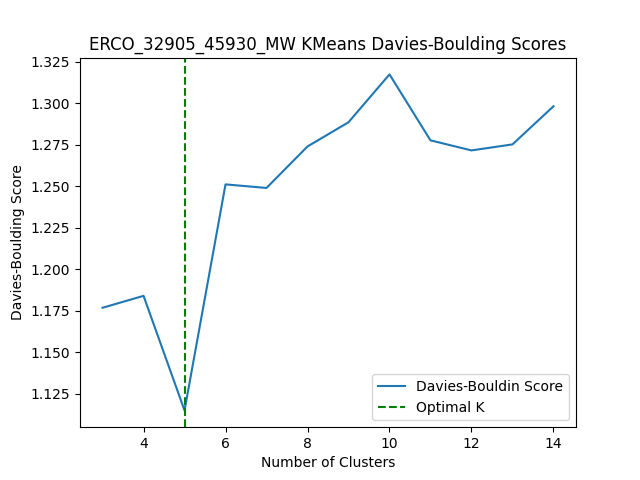 ERCO_32905_45930_MW KMeans Davies-Boulding Scores
Davies-Boulding Score
1.325
1.300
1.275
1.250
1.225
1.200
1.175
1.150
1.125
Davies-Bouldin Score
Optimal K
4 6 8 10 12 14
Number of Clusters